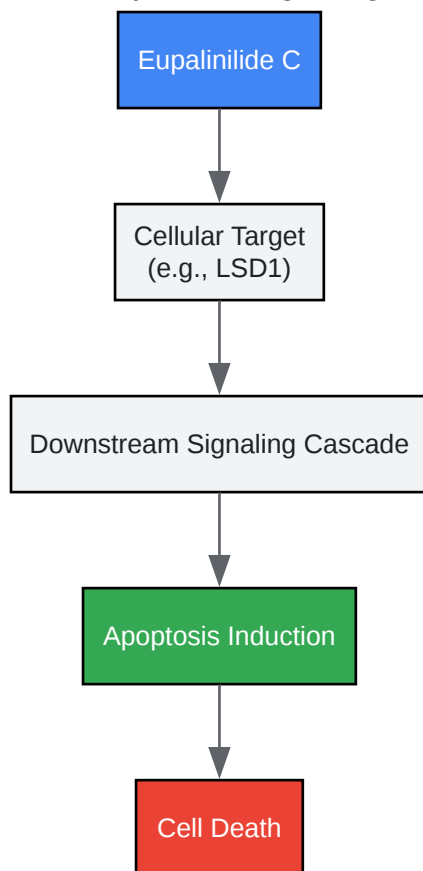 Eupalinilide C
Cellular Target
(e.g., LSD1)
Downstream Signaling Cascade
Apoptosis Induction
Cell Death